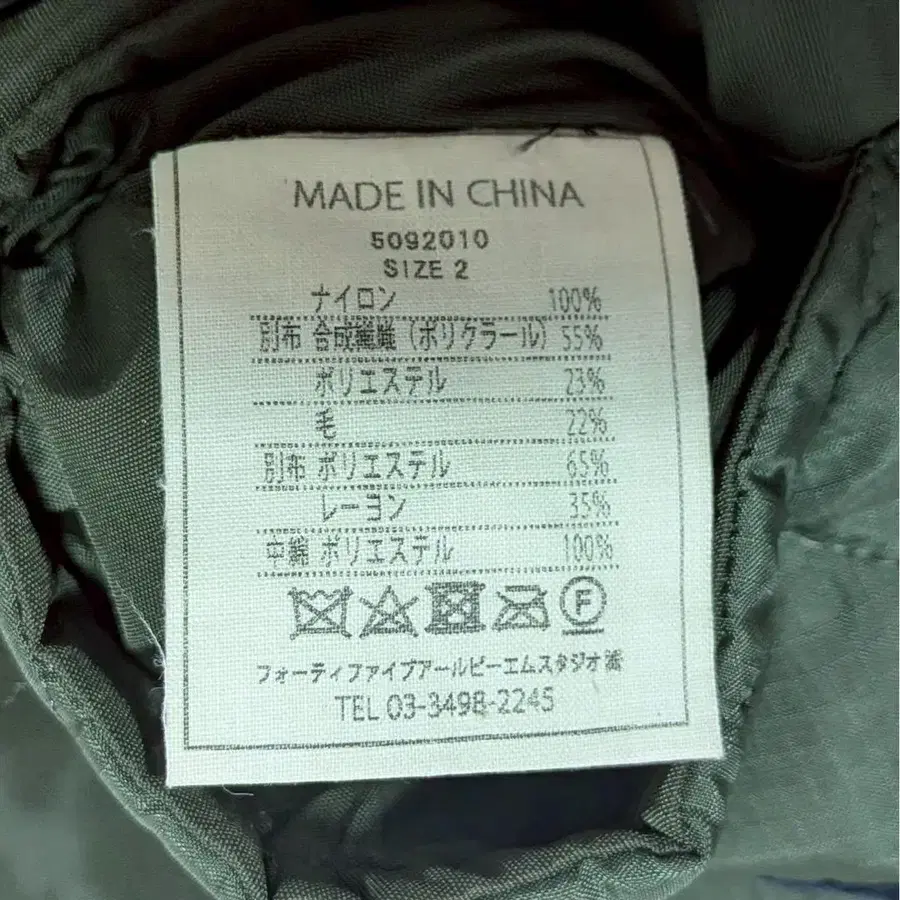 MADE IN CHINA
5092010
SIZE 2
ナイロン 100%
別布 合成繊維 (ポリクラール) 55%
ポリエステル 23%
毛 22%
別布 ポリエステル 65%
レーヨン 35%
中綿 ポリエステル 100%
F
フォーティファイブアールピーエムスタジオ㈱
TEL 03-3498-2245